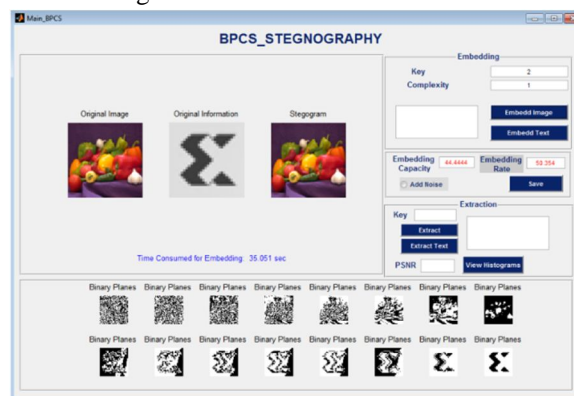 Main_BPCS
BPCS_STEGNOGRAPHY
Original Image
Original Information
Stegogram
Time Consumed for Embedding: 35.051 sec
Embedding
Key
2
Complexity
1
Embedd Image
Embedd Text
Embedding Capacity
44.4444
Embedding Rate
Add Noise
Save
Extraction
Key
Extract
Extract Text
PSNR
View Histograms
Binary Planes Binary Planes Binary Planes Binary Planes Binary Planes Binary Planes Binary Planes Binary Planes
Binary Planes Binary Planes Binary Planes Binary Planes Binary Planes Binary Planes Binary Planes Binary Planes